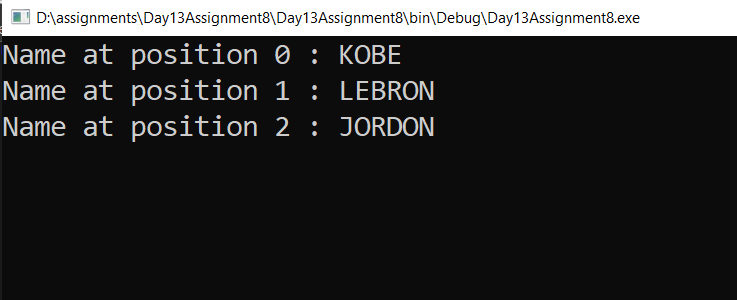 D:\assignments\Day13Assignment8\Day13Assignment8\bin\Debug\Day13Assignment8.exe
Name at position 0 : KOBE
Name at position 1 : LEBRON
Name at position 2 : JORDON